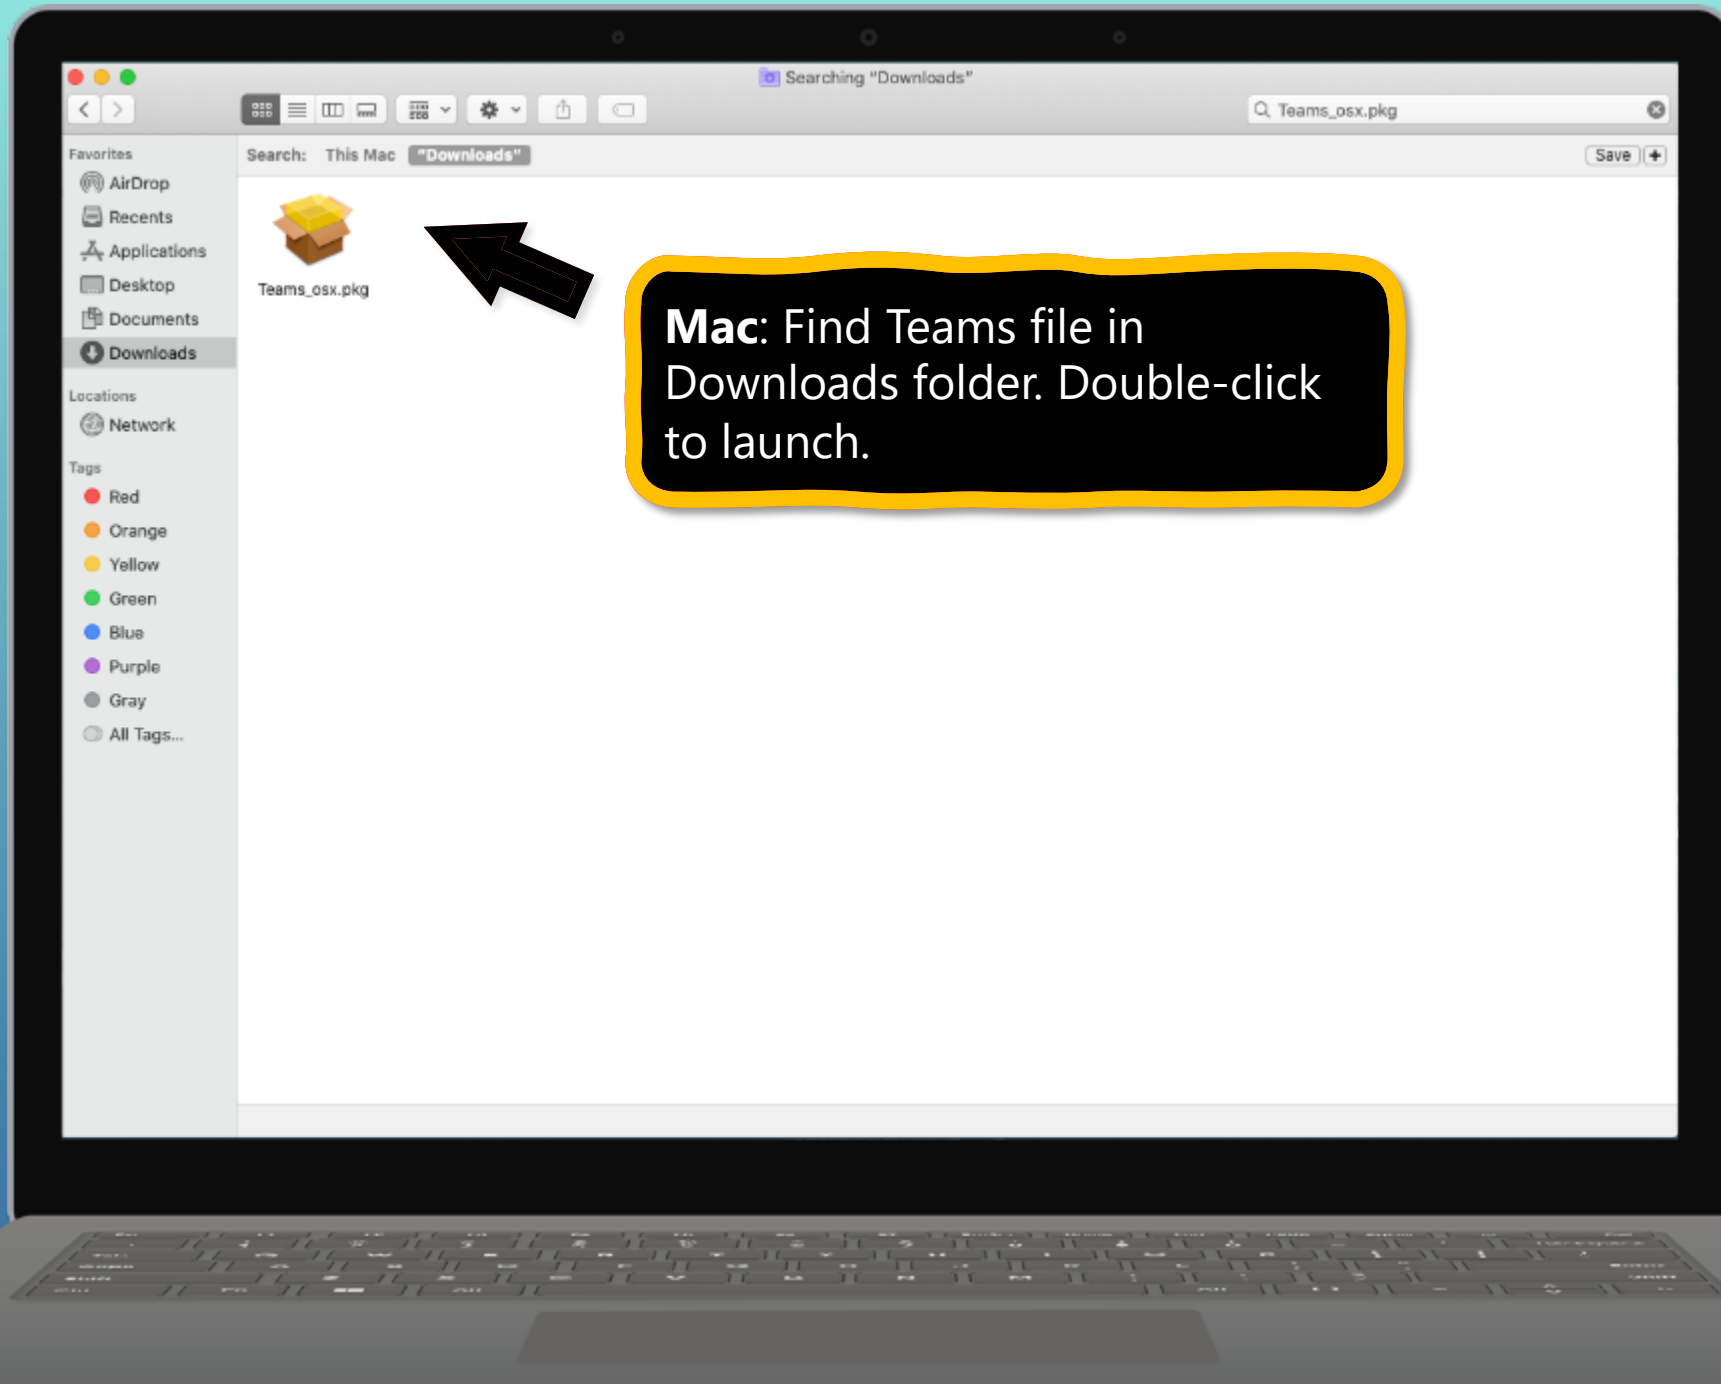 Searching "Downloads"
Teams_osx.pkg
Favorites
Search: This Mac "Downloads"
Save +
AirDrop
Recents
Applications
Desktop
Documents
Downloads
Locations
Network
Tags
Red
Orange
Yellow
Green
Blue
Purple
Gray
All Tags...
Teams_osx.pkg
Mac: Find Teams file in
Downloads folder. Double-click
to launch.